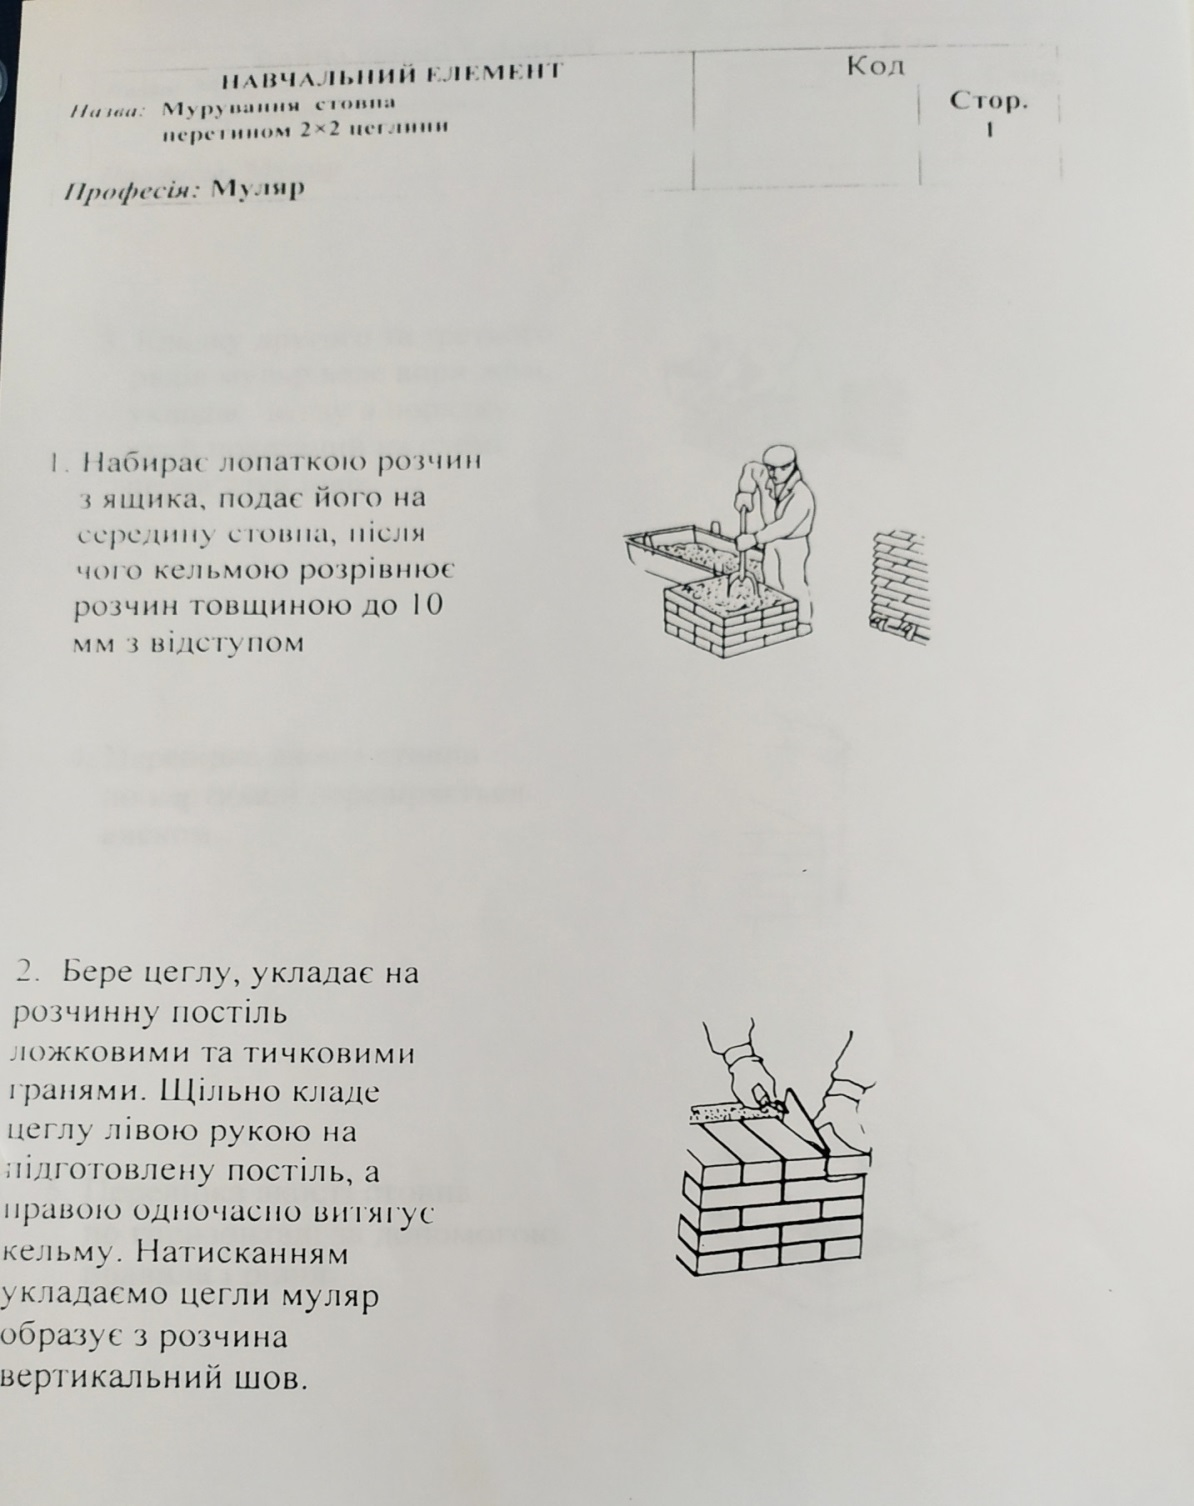 НАВЧАЛЬНИЙ ЕЛЕМЕНТ
Назва: Мурування стовпа
перетином 2×2 цеглини
Професія: Муляр
Код
Стор.
1
1. Набирає лопаткою розчин
з ящика, подає його на
середину стовпа, після
чого кельмою розрівнює
розчин товщиною до 10
мм з відступом
2. Бере цеглу, укладає на
розчинну постіль
ложковими та тичковими
гранями. Щільно кладе
цеглу лівою рукою на
підготовлену постіль, а
правою одночасно витягує
кельму. Натисканням
укладаємо цегли муляр
образує з розчина
вертикальний шов.